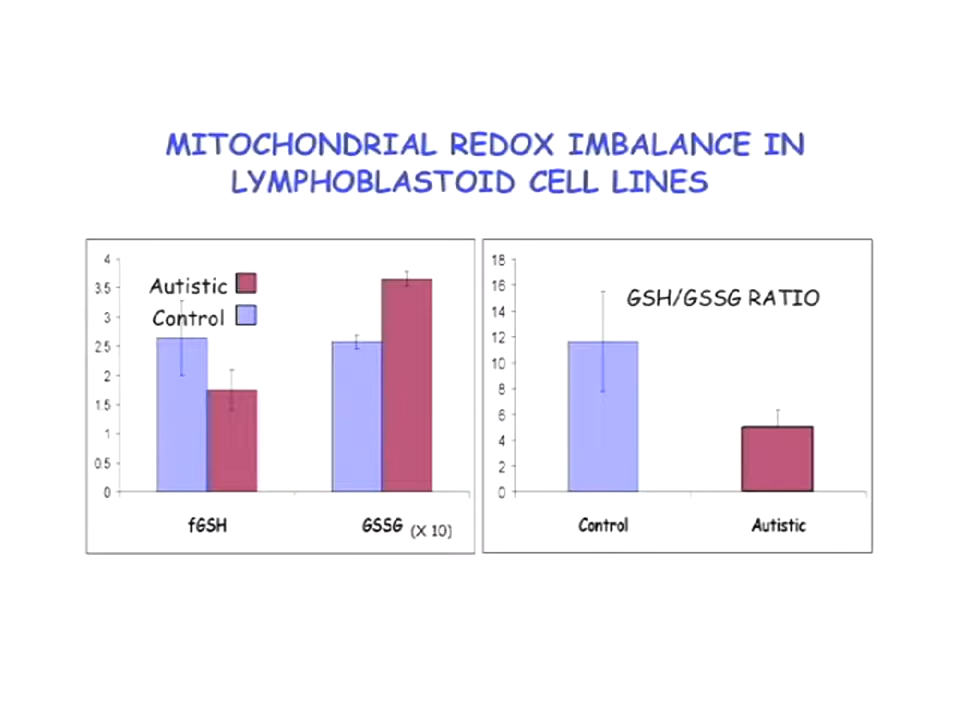 MITOCHONDRIAL REDOX IMBALANCE IN
LYMPHOBLASTOID CELL LINES
4
3.5
3
2.5
2
1.5
1
0.5
0
Autistic
Control
fGSH
GSSG (X 10)
18
16
14
12
10
8
6
4
2
0
GSH/GSSG RATIO
Control
Autistic